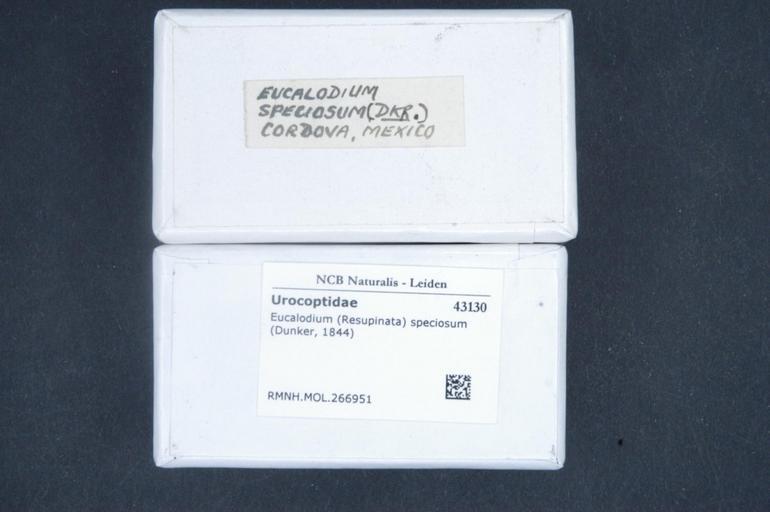 EUCALODIUM
SPECIOSUM (DKR.)
CORDOVA, MEXICO
NCB Naturalis - Leiden
Urocoptidae 43130
Eucalodium (Resupinata) speciosum
(Dunker, 1844)
RMNH.MOL.266951